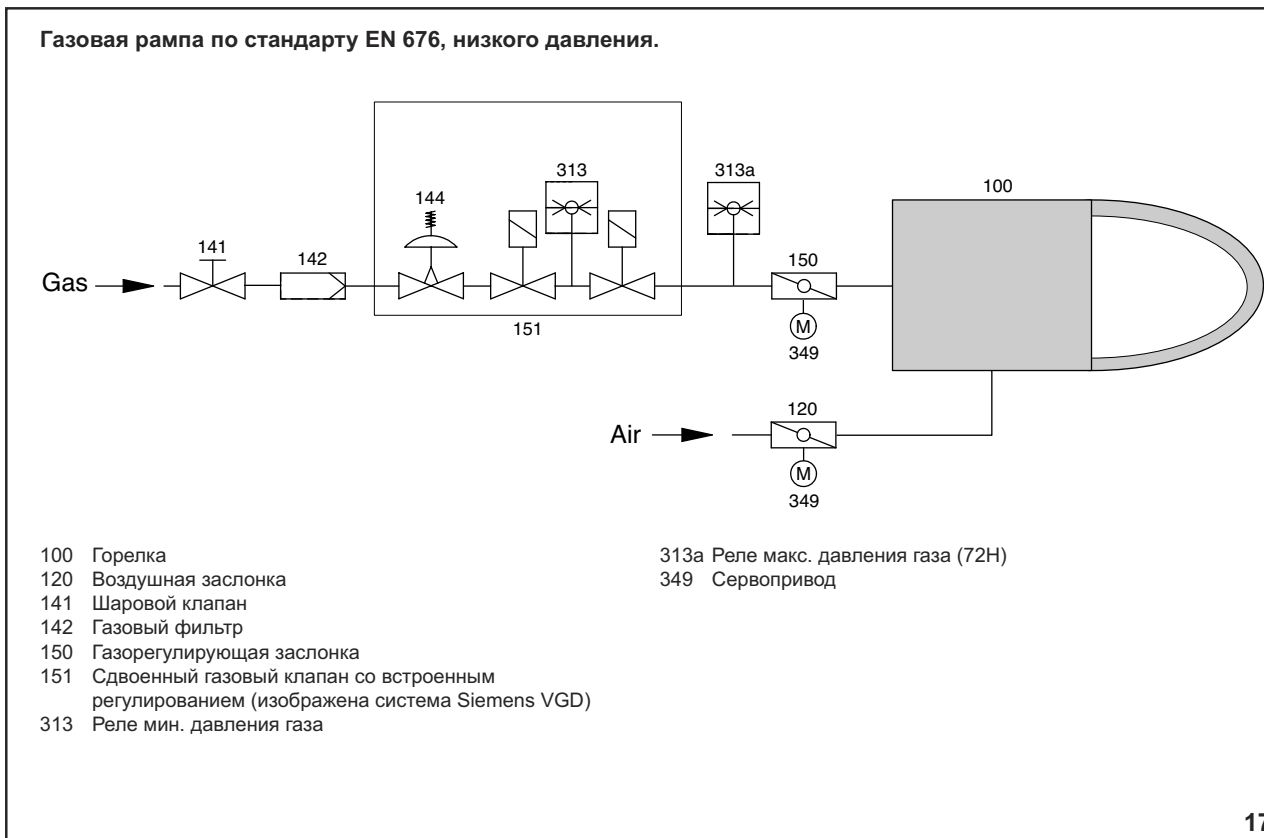 Газовая рампа по стандарту EN 676, низкого давления.
313
313a
100
144
141
142
150
Gas
151
M
349
120
Air
M
349
100 Горелка
120 Воздушная заслонка
141 Шаровой клапан
142 Газовый фильтр
150 Газорегулирующая заслонка
151 Сдвоенный газовый клапан со встроенным
регулированием (изображена система Siemens VGD)
313 Реле мин. давления газа
313a Реле макс. давления газа (72H)
349 Сервопривод
17